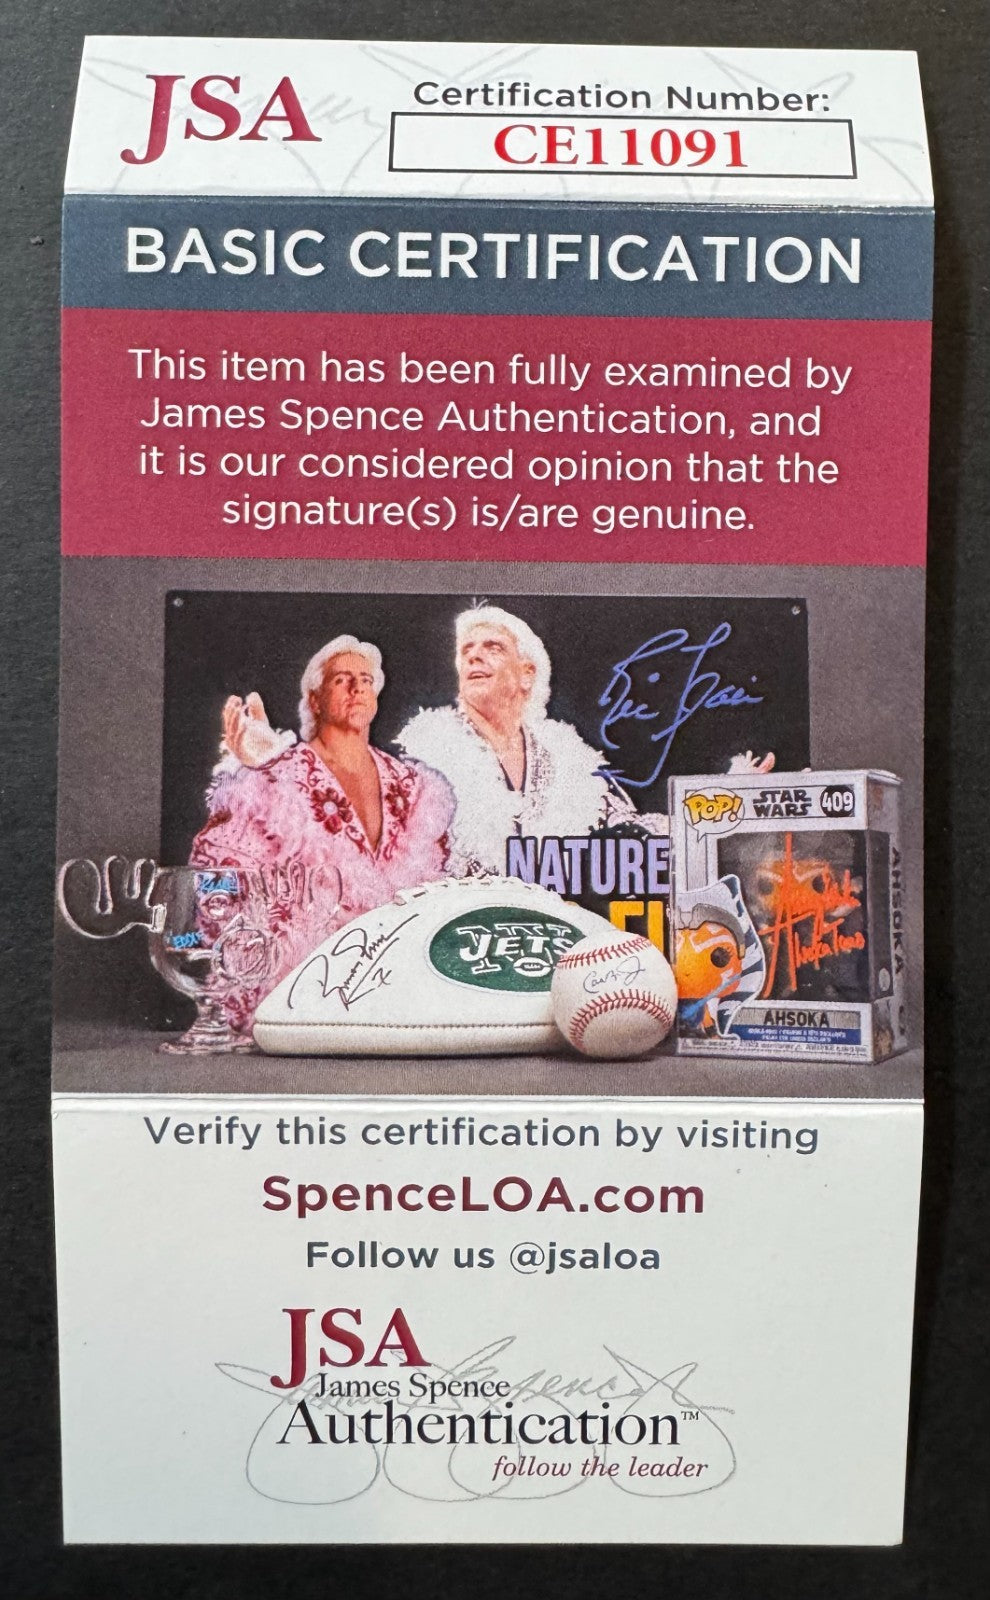 JSA
Certification Number:
CE11091
BASIC CERTIFICATION
This item has been fully examined by
James Spence Authentication, and
it is our considered opinion that the
signature(s) is/are genuine.
Ric Flair
POP!
STAR
WARS
409
NATURE
AHSOKA
JETS
AHSOKA
Verify this certification by visiting
SpenceLOA.com
Follow us @jsaloa
JSA
James Spence
Authentication™
follow the leader